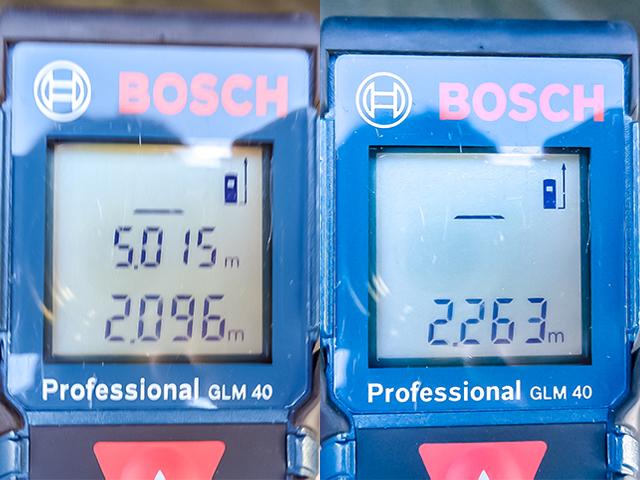 BOSCH
5.015 m
2.096 m
Professional GLM 40
BOSCH
2.263 m
Professional GLM 40